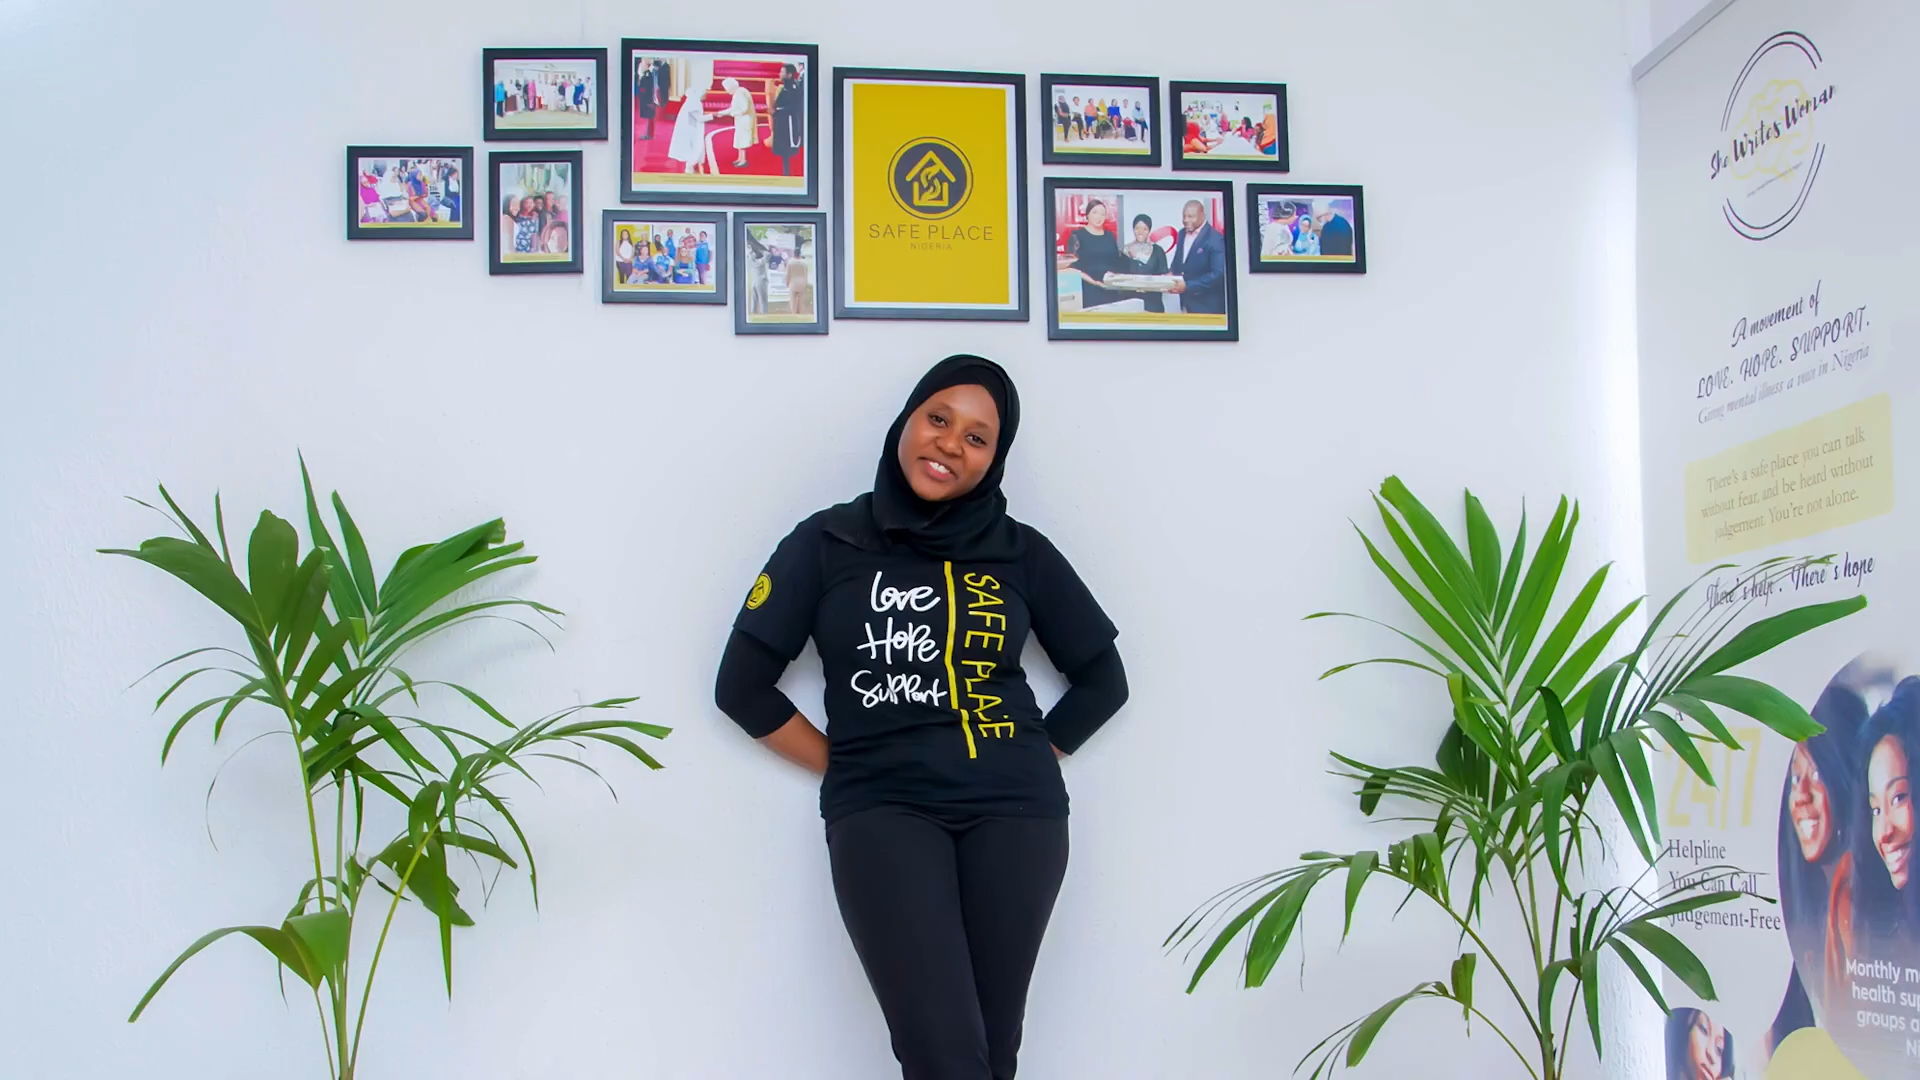 SAFE PLACE
NIGERIA
Love
Hope
Support
SAFE PLACE
She Writes Woman
A movement of
LOVE. HOPE. SUPPORT.
Giving mental illness a voice in Nigeria
There's a safe place you can talk
without fear, and be heard without
judgement. You're not alone.
There's help. There's hope
A
24/7
Helpline
You Can Call
Judgement-Free
Monthly m
health sup
groups a
Ni